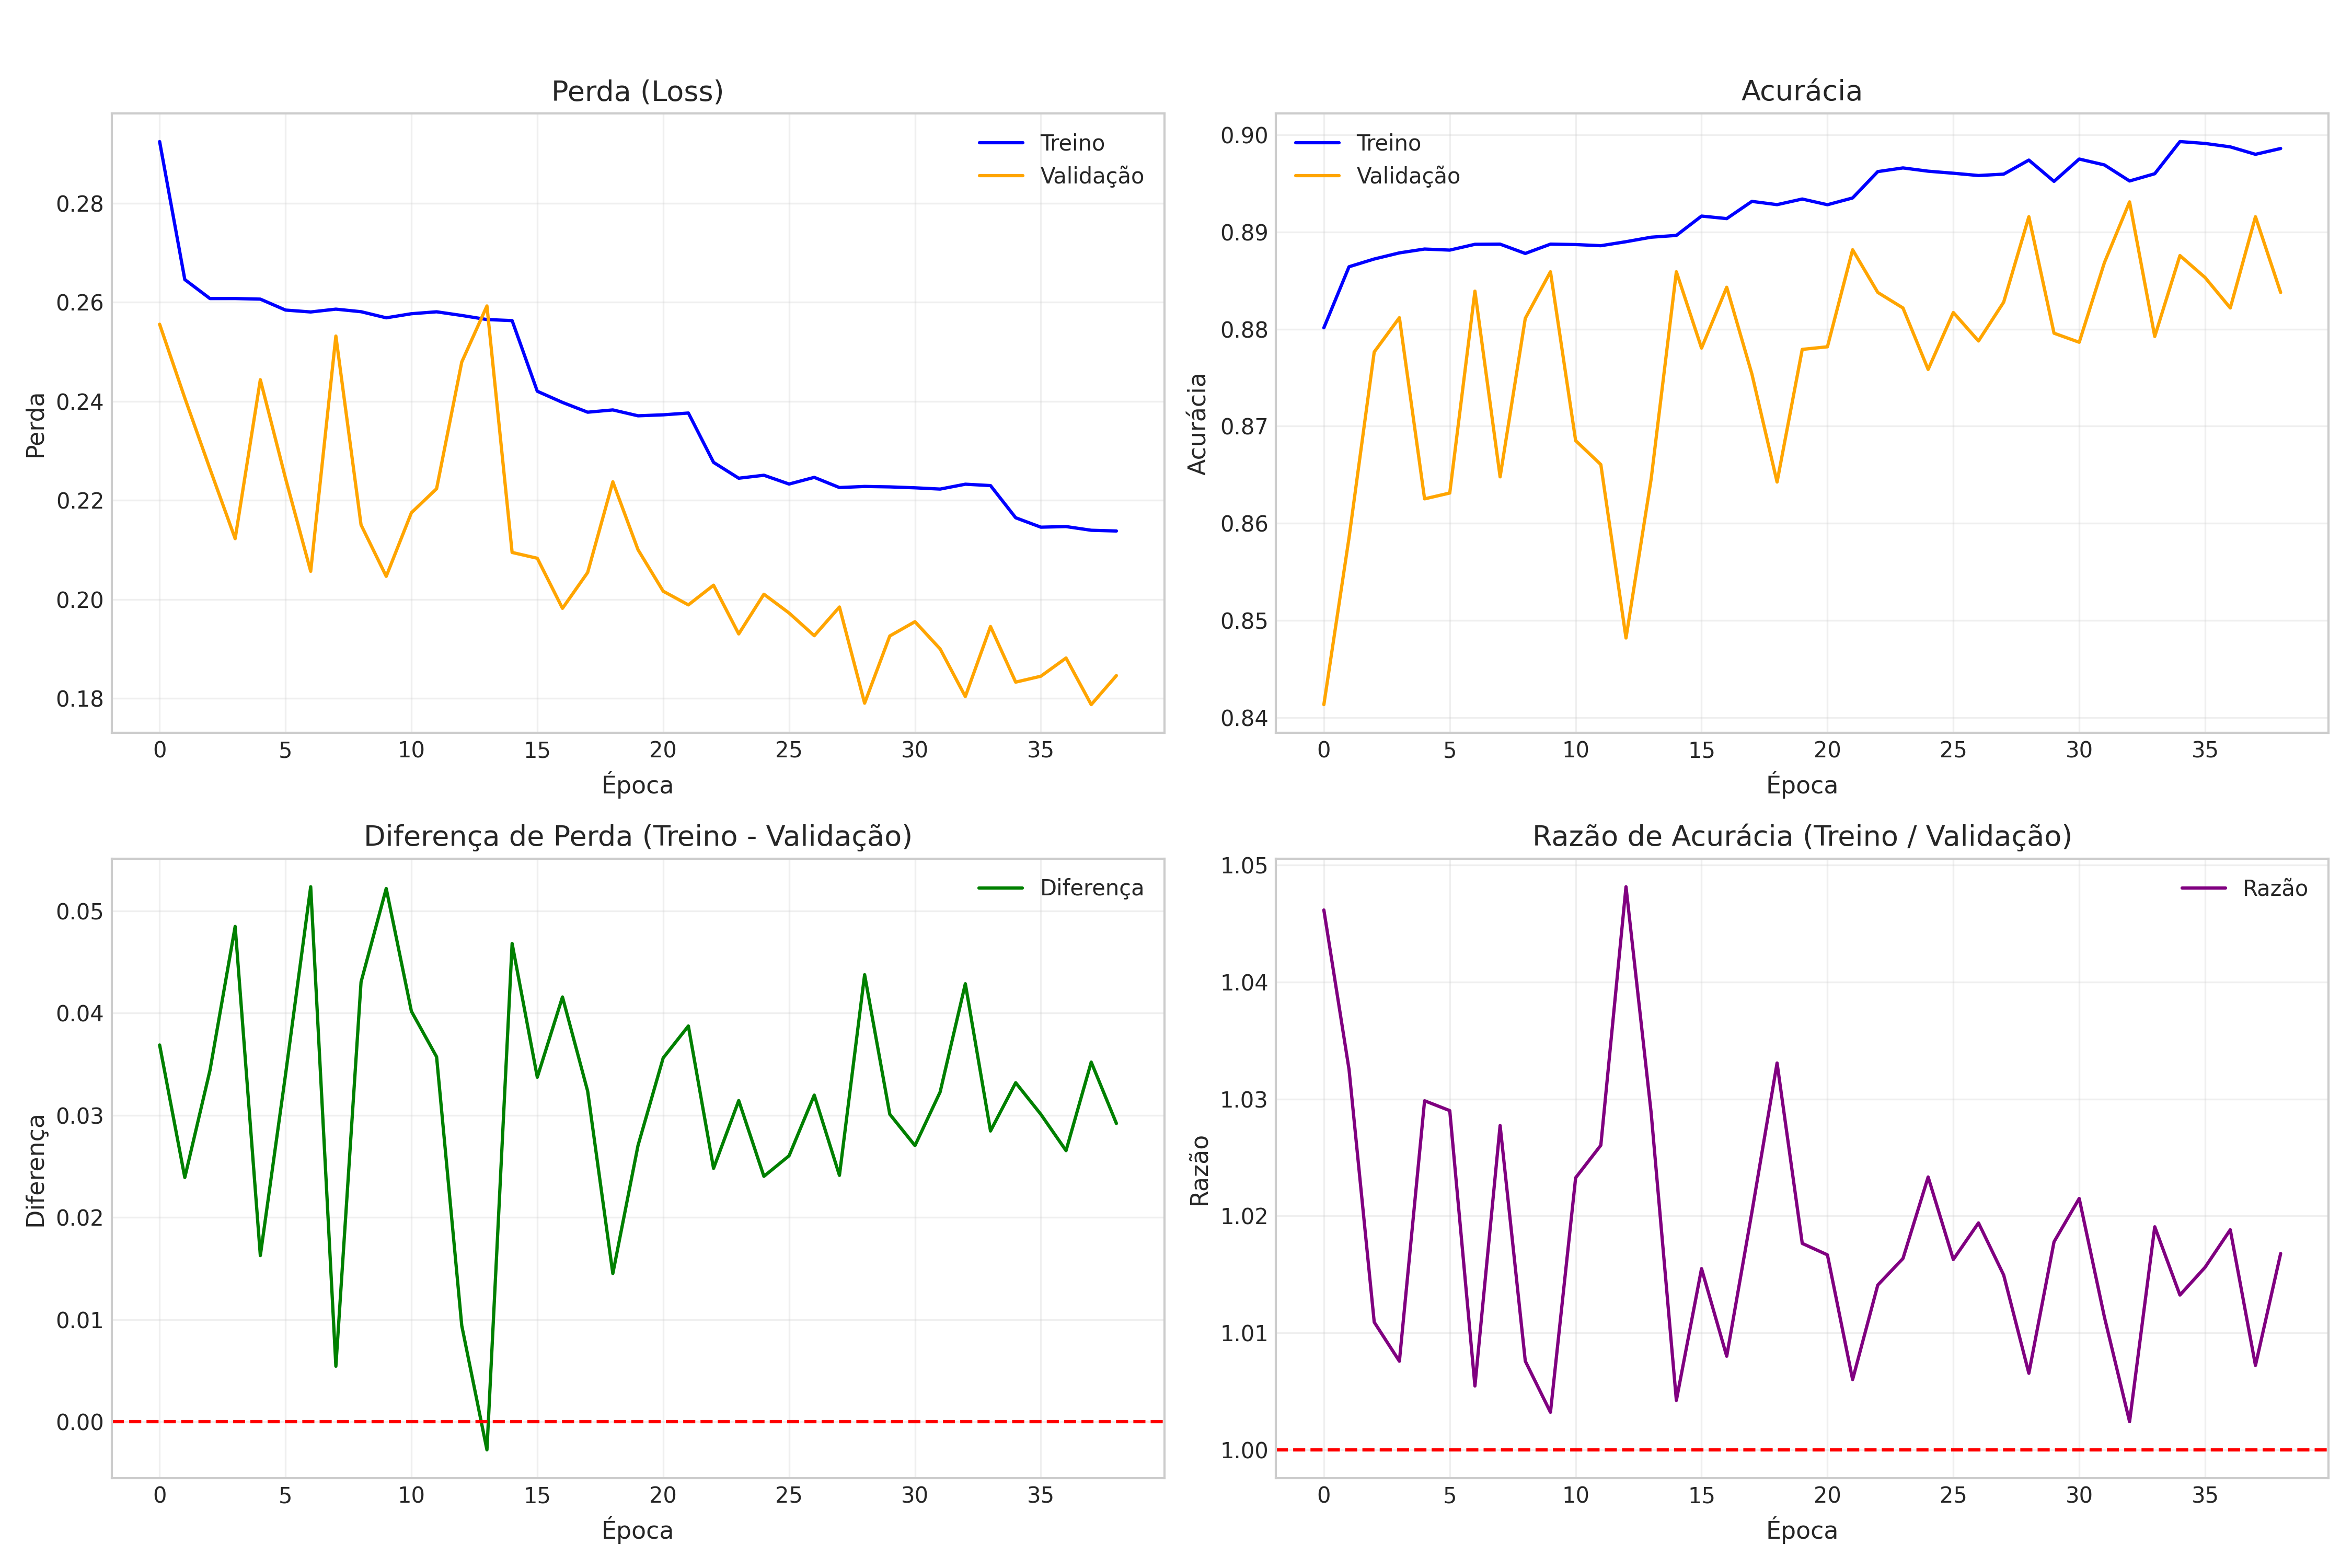 Perda (Loss)
Treino
Validação
0.28
0.26
0.24
0.22
0.20
0.18
Perda
0 5 10 15 20 25 30 35
Época
Acurácia
Treino
Validação
0.90
0.89
0.88
0.87
0.86
0.85
0.84
Acurácia
0 5 10 15 20 25 30 35
Época
Diferença de Perda (Treino - Validação)
Diferença
0.05
0.04
0.03
0.02
0.01
0.00
Diferença
0 5 10 15 20 25 30 35
Época
Razão de Acurácia (Treino / Validação)
Razão
1.05
1.04
1.03
1.02
1.01
1.00
Razão
0 5 10 15 20 25 30 35
Época